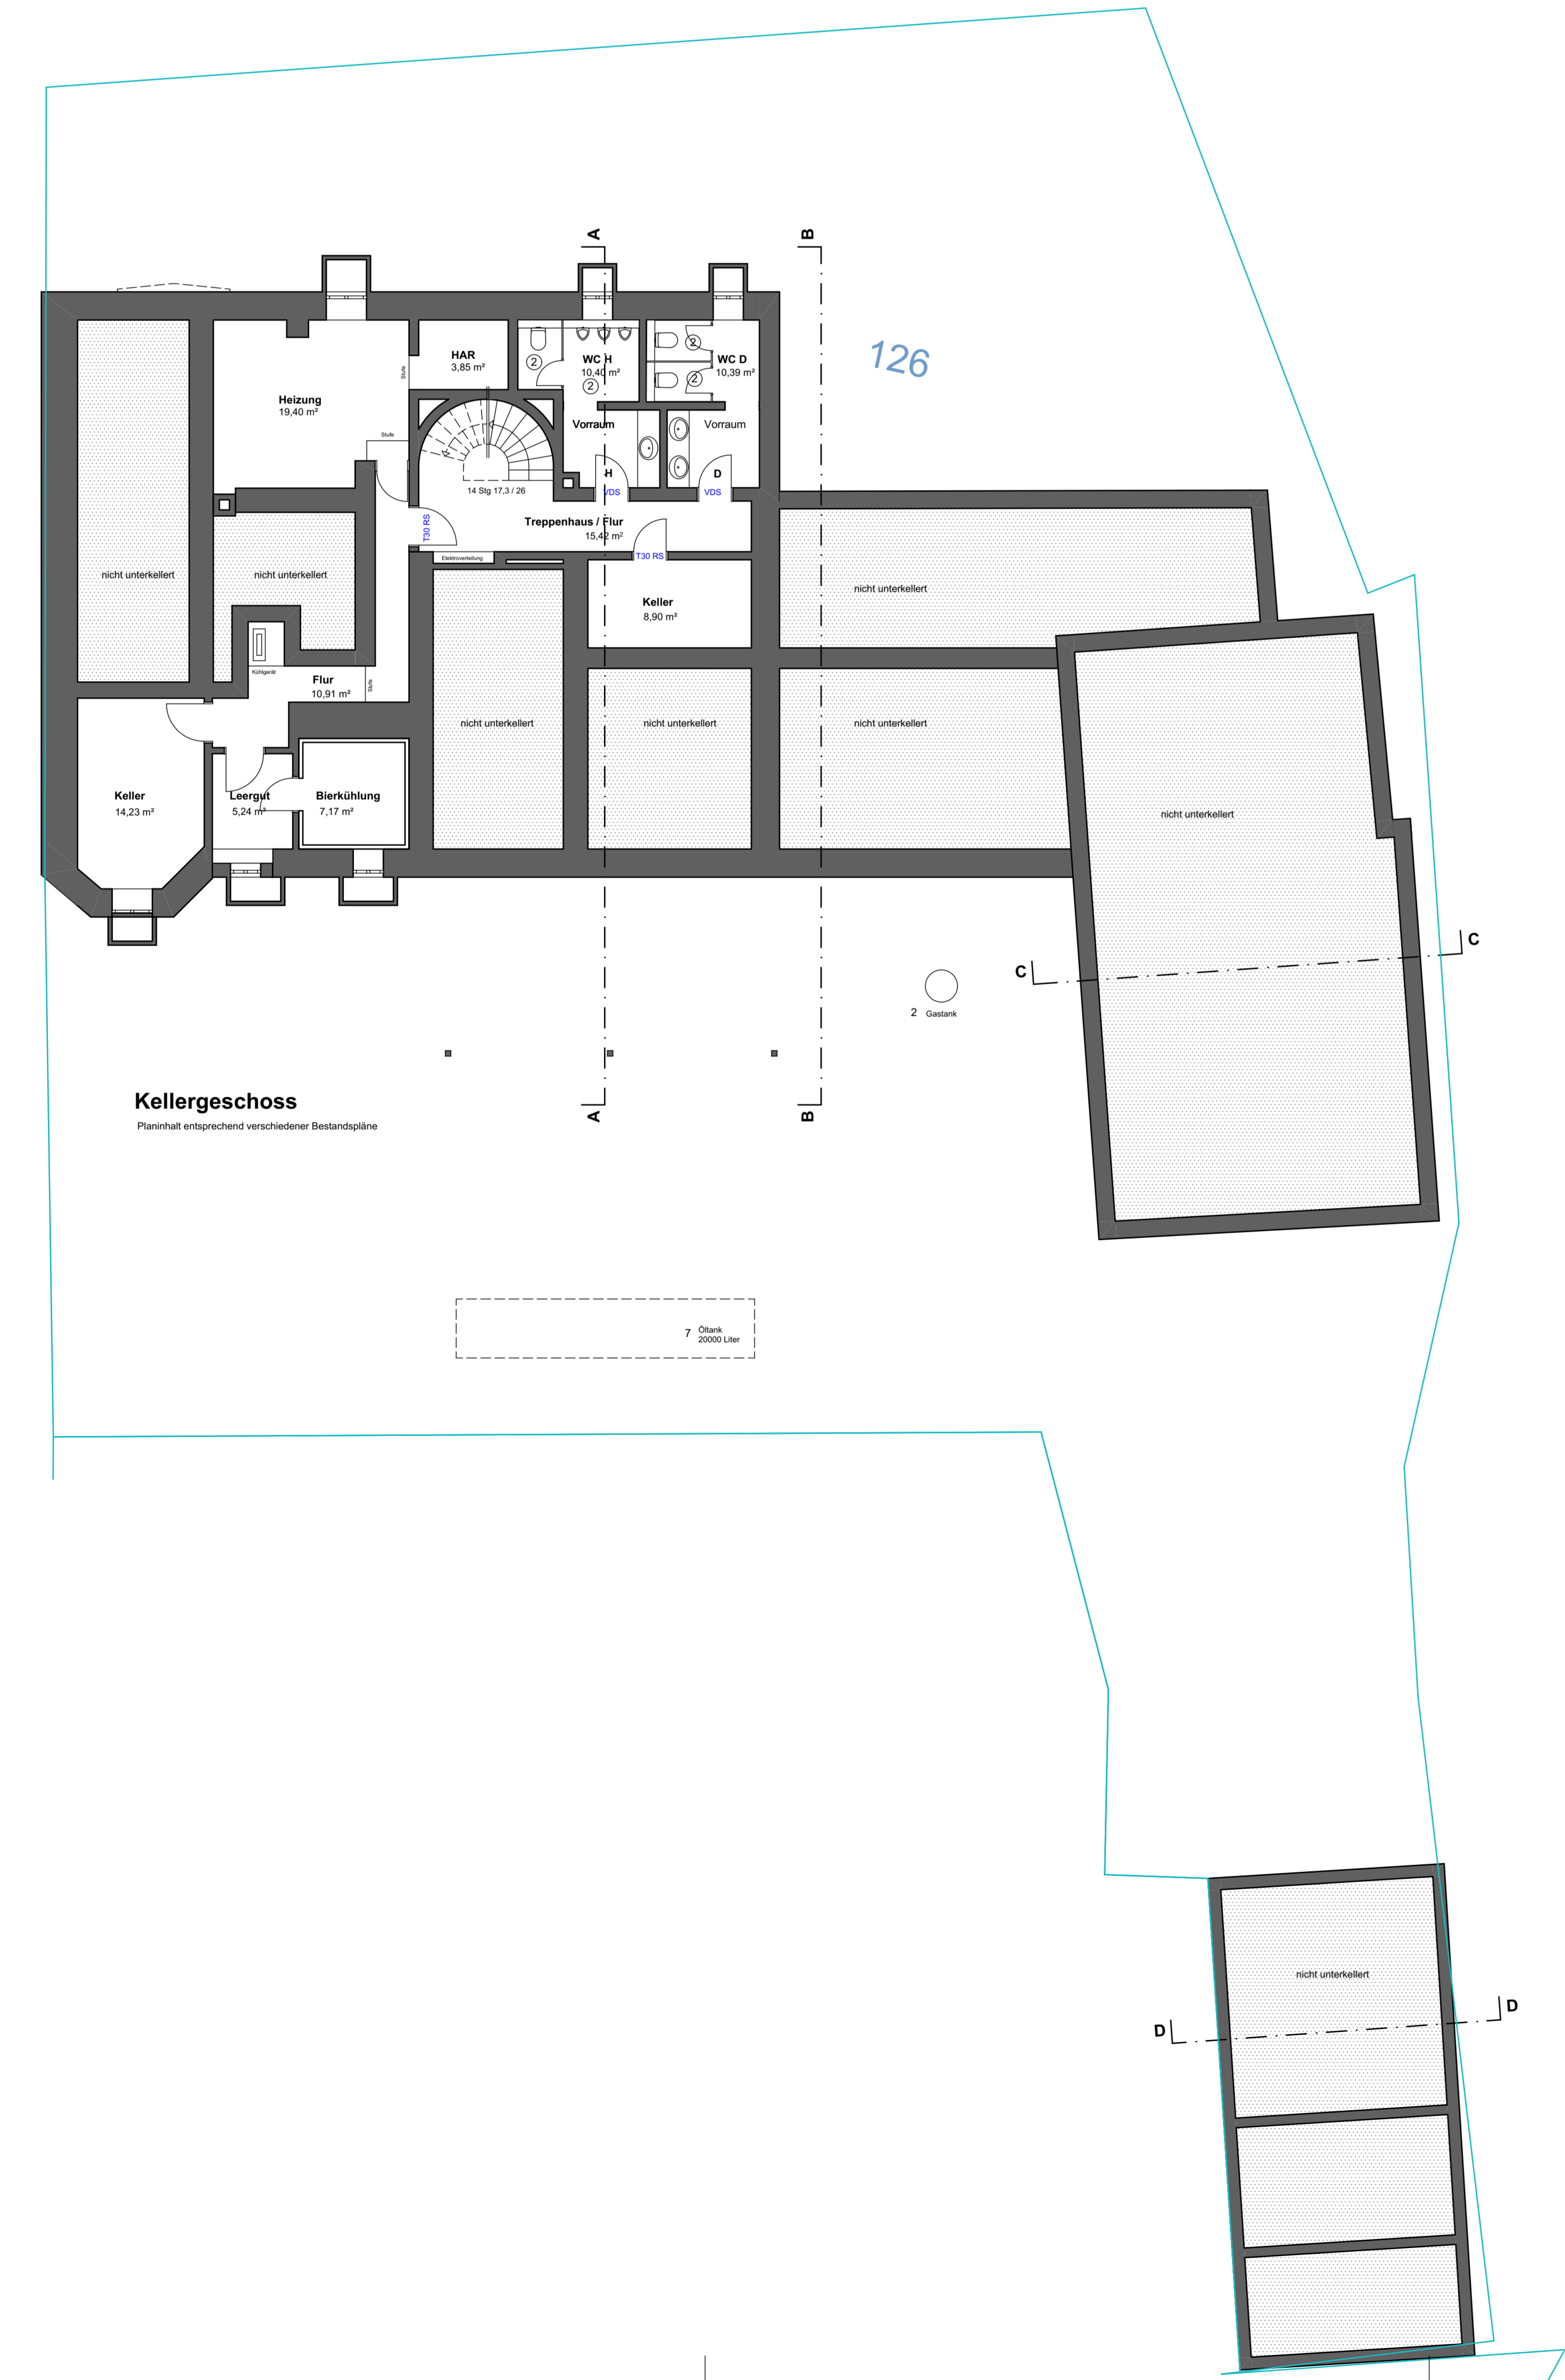 A
B
126
HAR
3,85 m²
WC H
10,40 m²
2
2
WC D
10,39 m²
2
2
Stufe
Heizung
19,40 m²
Stufe
Vorraum
Vorraum
H
D
VDS
VDS
14 Stg 17,3 / 26
T30 RS
Treppenhaus / Flur
15,42 m²
Elektroverteilung
T30 RS
nicht unterkellert
nicht unterkellert
nicht unterkellert
Keller
8,90 m²
Kühlgerät
Flur
10,91 m²
Stufe
nicht unterkellert
nicht unterkellert
nicht unterkellert
Keller
14,23 m²
Leergut
5,24 m²
Bierkühlung
7,17 m²
nicht unterkellert
C
C
2 Gastank
Kellergeschoss
Planinhalt entsprechend verschiedener Bestandspläne
A
B
7 Öltank
20000 Liter
nicht unterkellert
D
D